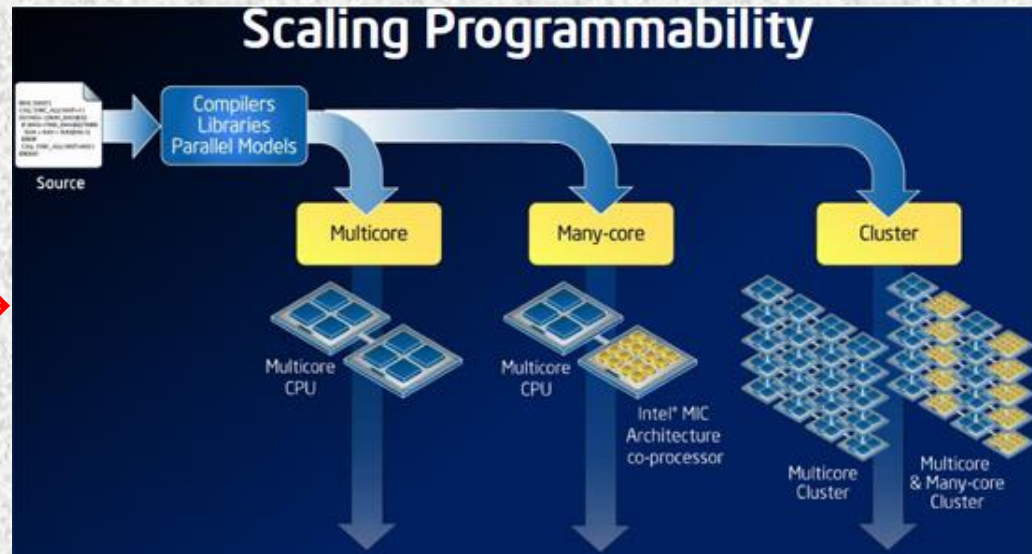 Scaling Programmability
Compilers
Libraries
Parallel Models
Source
Multicore
Many-core
Cluster
Multicore
CPU
Multicore
CPU
Intel® MIC
Architecture
co-processor
Multicore
Cluster
Multicore
& Many-core
Cluster